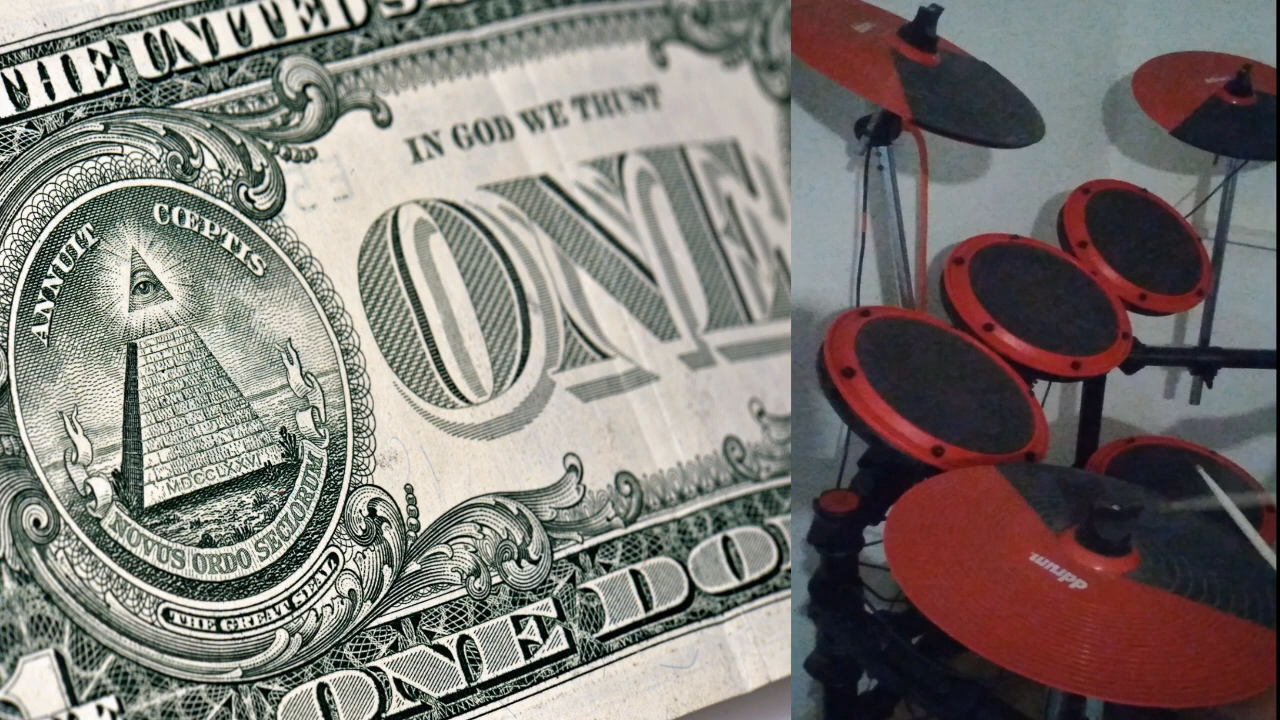 THE UNITED S
IN GOD WE TRUST
ONE
ANNUIT CŒPTIS
MDCCLXXVI
NOVUS ORDO SECLORUM
THE GREAT SEAL
ONE DO
ddrum